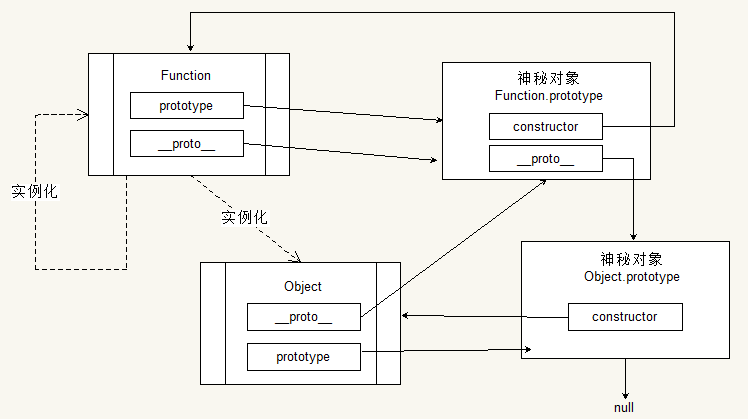 Function
prototype
__proto__
神秘对象
Function.prototype
constructor
__proto__
实例化
实例化
神秘对象
Object.prototype
constructor
Object
__proto__
prototype
null